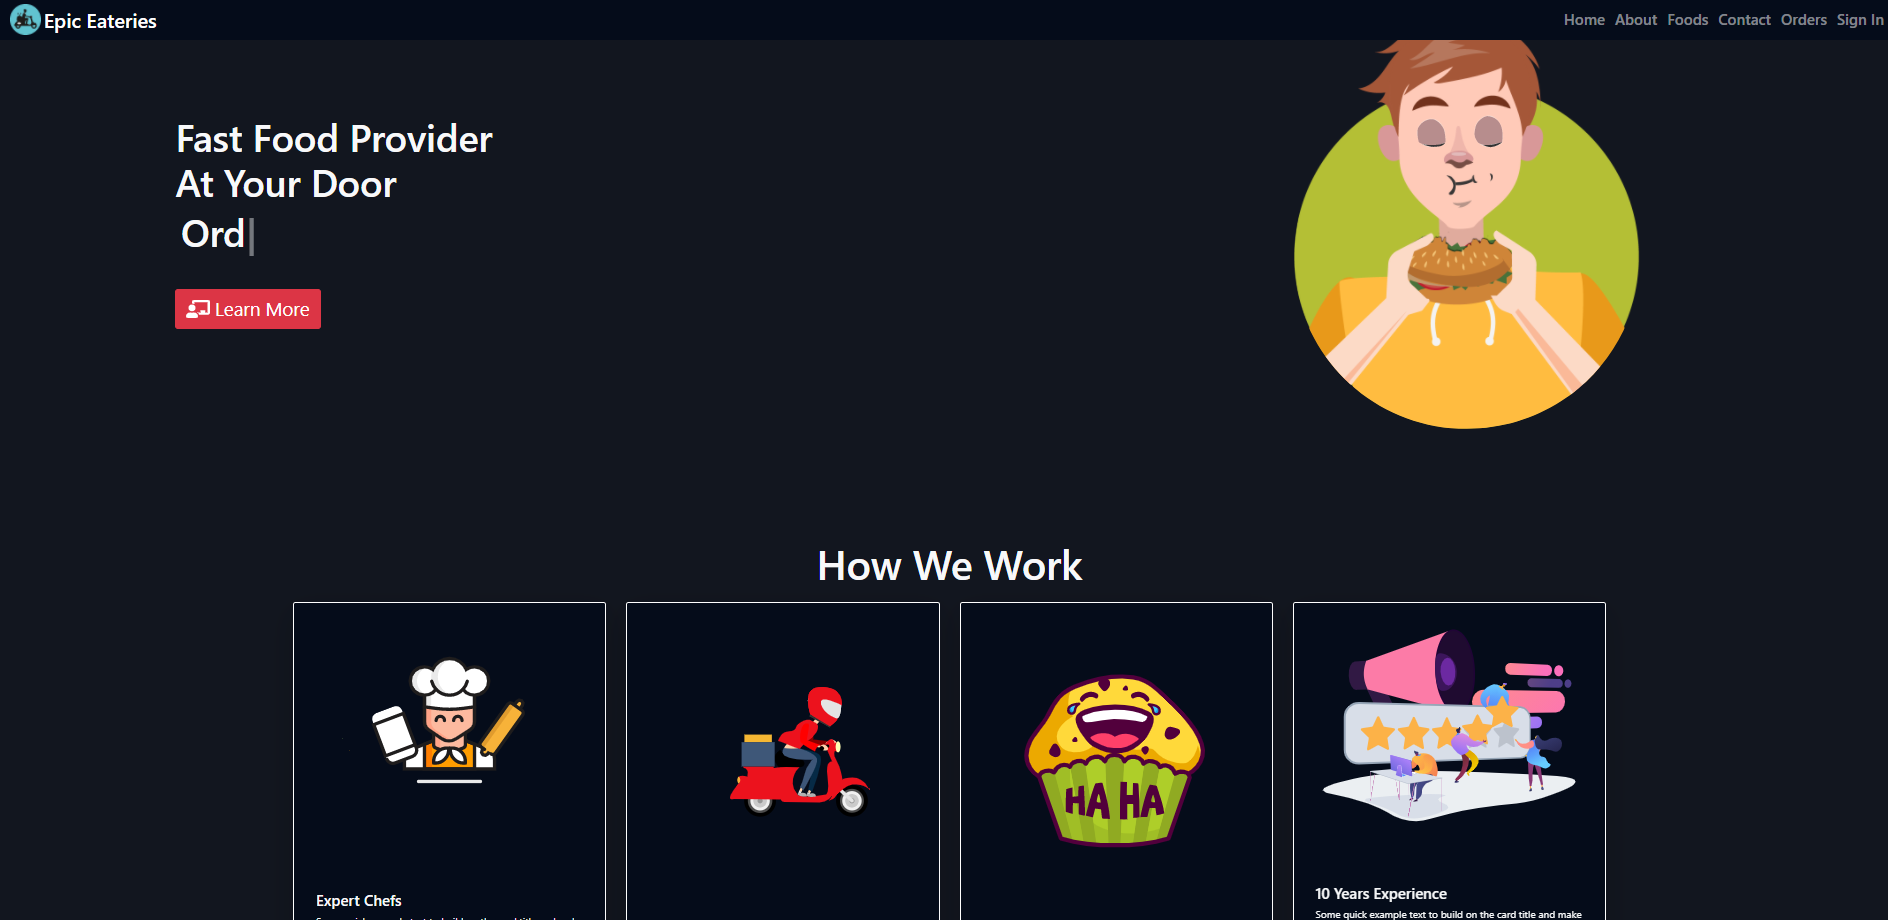 Epic Eateries
Home About Foods Contact Orders Sign In
Fast Food Provider
At Your Door
Ord
Learn More
How We Work
HA HA
Expert Chefs
10 Years Experience
Some quick example text to build on the card title and make